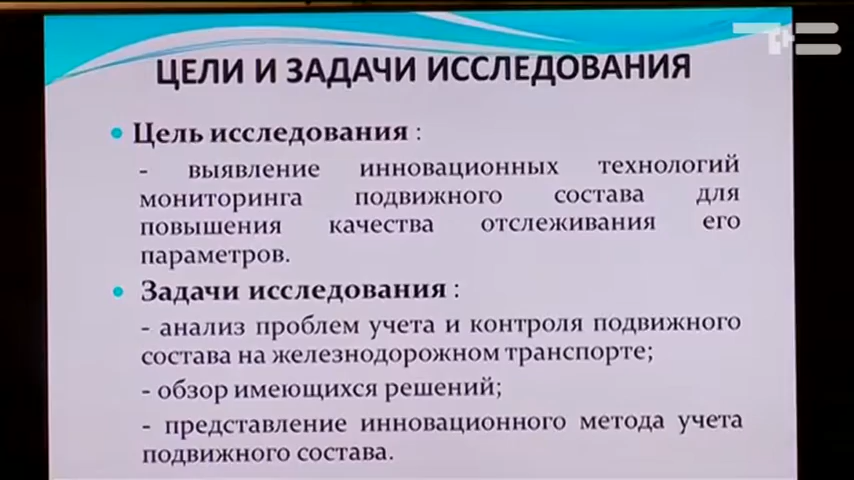 ЦЕЛИ И ЗАДАЧИ ИССЛЕДОВАНИЯ
Цель исследования :
- выявление инновационных технологий
мониторинга подвижного состава для
повышения качества отслеживания его
параметров.
Задачи исследования :
- анализ проблем учета и контроля подвижного
состава на железнодорожном транспорте;
- обзор имеющихся решений;
- представление инновационного метода учета
подвижного состава.